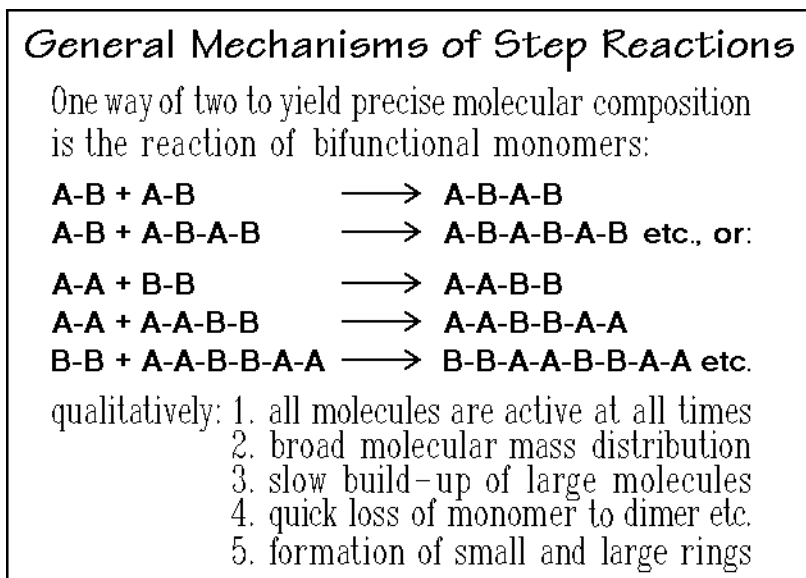 General Mechanisms of Step Reactions
One way of two to yield precise molecular composition
is the reaction of bifunctional monomers:
A-B + A-B ⟶ A-B-A-B
A-B + A-B-A-B ⟶ A-B-A-B-A-B etc., or:
A-A + B-B ⟶ A-A-B-B
A-A + A-A-B-B ⟶ A-A-B-B-A-A
B-B + A-A-B-B-A-A ⟶ B-B-A-A-B-B-A-A etc.
qualitatively: 1. all molecules are active at all times
2. broad molecular mass distribution
3. slow build-up of large molecules
4. quick loss of monomer to dimer etc.
5. formation of small and large rings